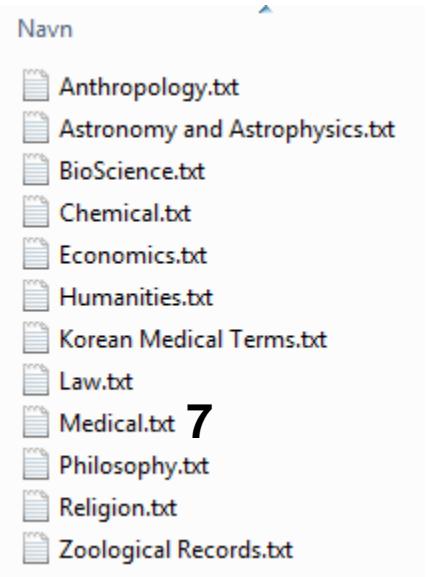 Navn
Anthropology.txt
Astronomy and Astrophysics.txt
BioScience.txt
Chemical.txt
Economics.txt
Humanities.txt
Korean Medical Terms.txt
Law.txt
Medical.txt 7
Philosophy.txt
Religion.txt
Zoological Records.txt